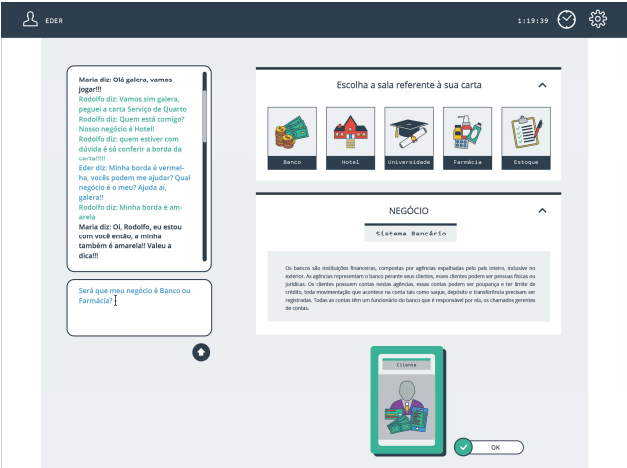 EDER
1:19:39
Maria diz: Olá galera, vamos
jogar!!!
Rodolfo diz: Vamos sim galera,
peguei a carta Serviço de Quarto
Rodolfo diz: Quem está comigo?
Nosso negócio é Hotel!
Rodolfo diz: quem estiver com
dúvida é só conferir a borda da
carta!!!!!
Eder diz: Minha borda é vermel-
ha, vocês podem me ajudar? Qual
negócio é o meu? Ajuda aí,
galera!!
Rodolfo diz: Minha borda é am-
arela
Maria diz: Oi, Rodolfo, eu estou
com você então, a minha
também é amarela!! Valeu a
dica!!!
Será que meu negócio é Banco ou
Farmácia?
Escolha a sala referente à sua carta
Banco
Hotel
Universidade
Farmácia
Estoque
NEGÓCIO
Sistema Bancário
Os bancos são instituições financeiras, compostas por agências espalhadas pelo país inteiro, inclusive no
exterior. As agências representam o banco perante seus clientes, esses clientes podem ser pessoas físicas ou
jurídicas. Os clientes possuem contas nestas agências, essas contas podem ser poupança e ter limite de
crédito, toda movimentação que acontece na conta tais como saque, depósito e transferência precisam ser
registradas. Todas as contas têm um funcionário do banco que é responsável por ela, os chamados gerentes
de contas.
Cliente
OK